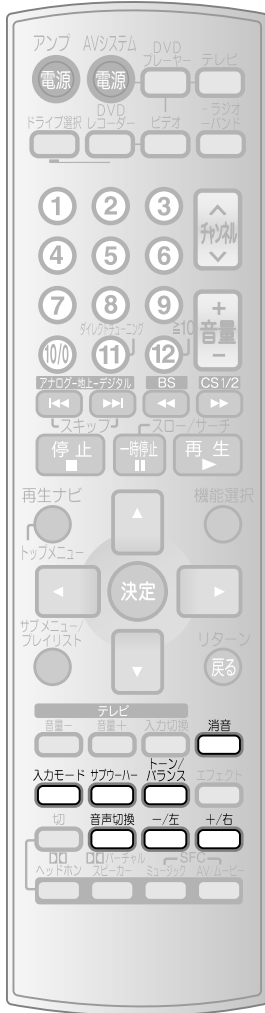 アンプ AVシステム DVDプレーヤー テレビ
電源 電源
ドライブ選択 DVDレコーダー ビデオ －ラジオ－バンド
1 2 3
チャンネル
4 5 6
7 8 9
＋ 音量 －
ダイレクトチューニング ≧10
10/0 11 12
アナログ－地上－デジタル BS CS1/2
スキップ スロー/サーチ
停止 一時停止 再生
再生ナビ 機能選択
トップメニュー
決定
サブメニュー/プレイリスト リターン
戻る
テレビ
音量－ 音量＋ 入力切換 消音
入力モード サブウーハー トーン/バランス エフェクト
切 音声切換 －/左 ＋/右
バーチャル SFC
ヘッドホン スピーカー ミュージック AV/ムービー